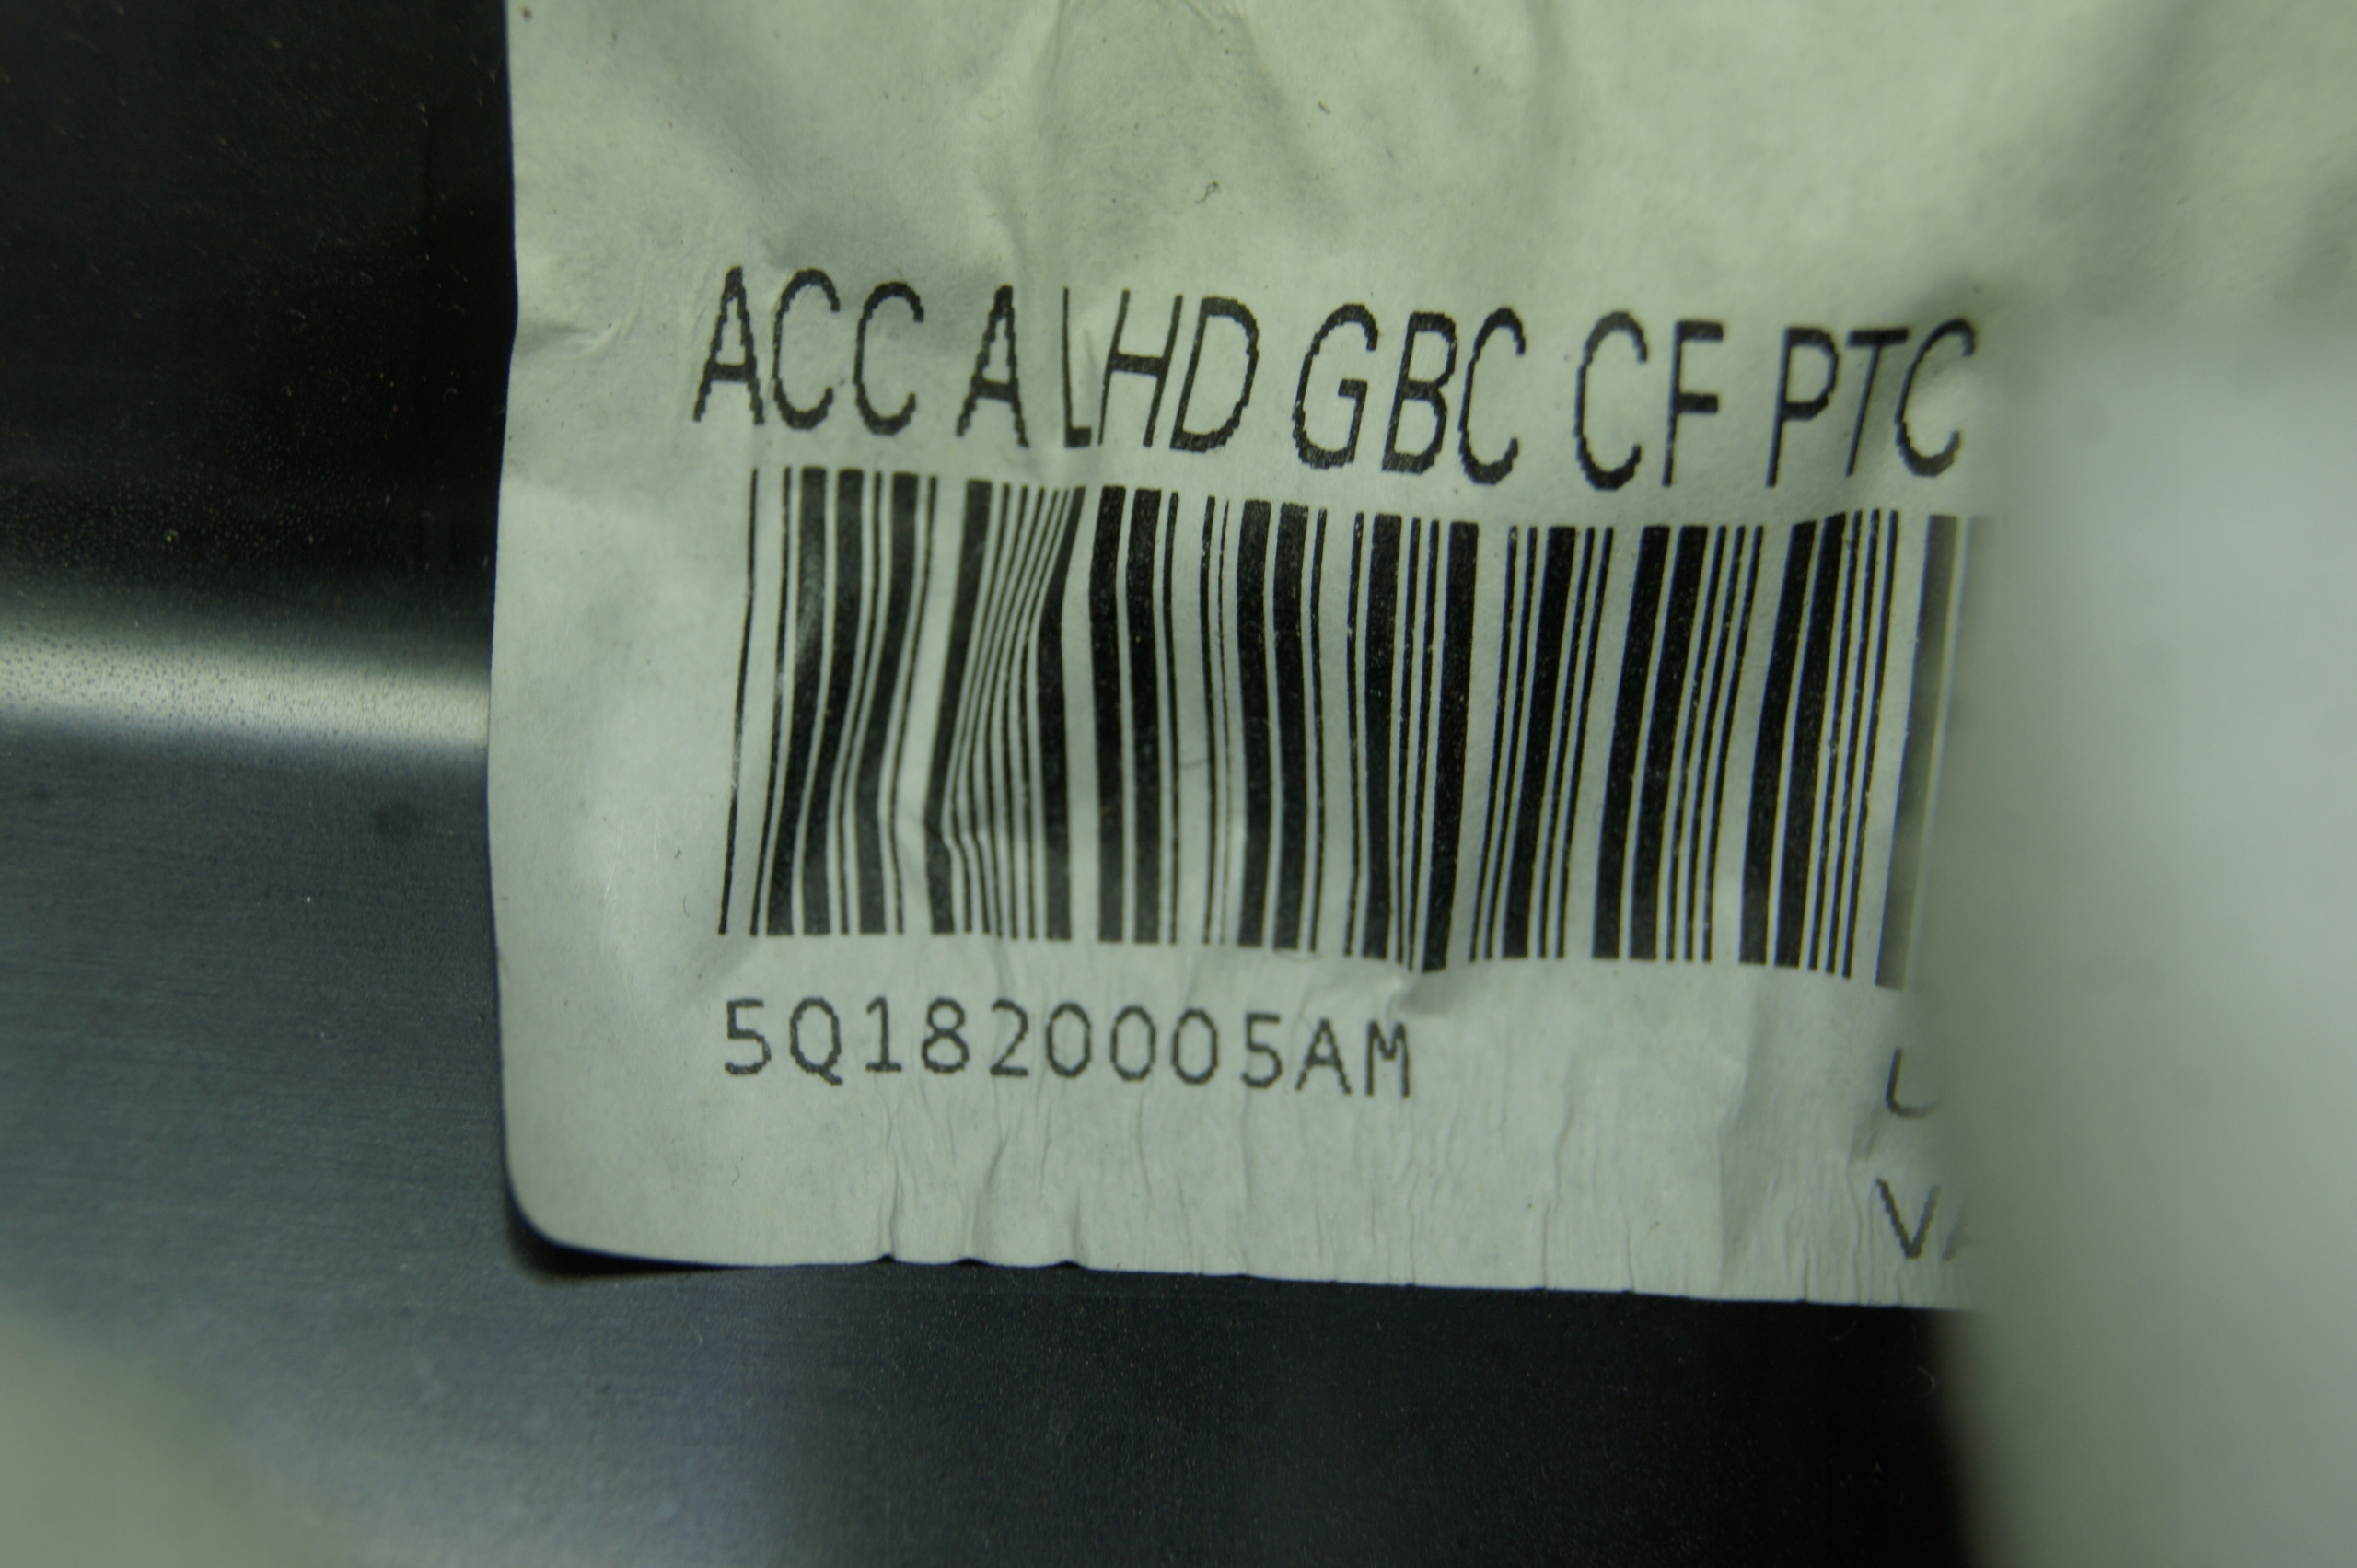 ACC A LHD GBC CF PTC
5Q1820005AM